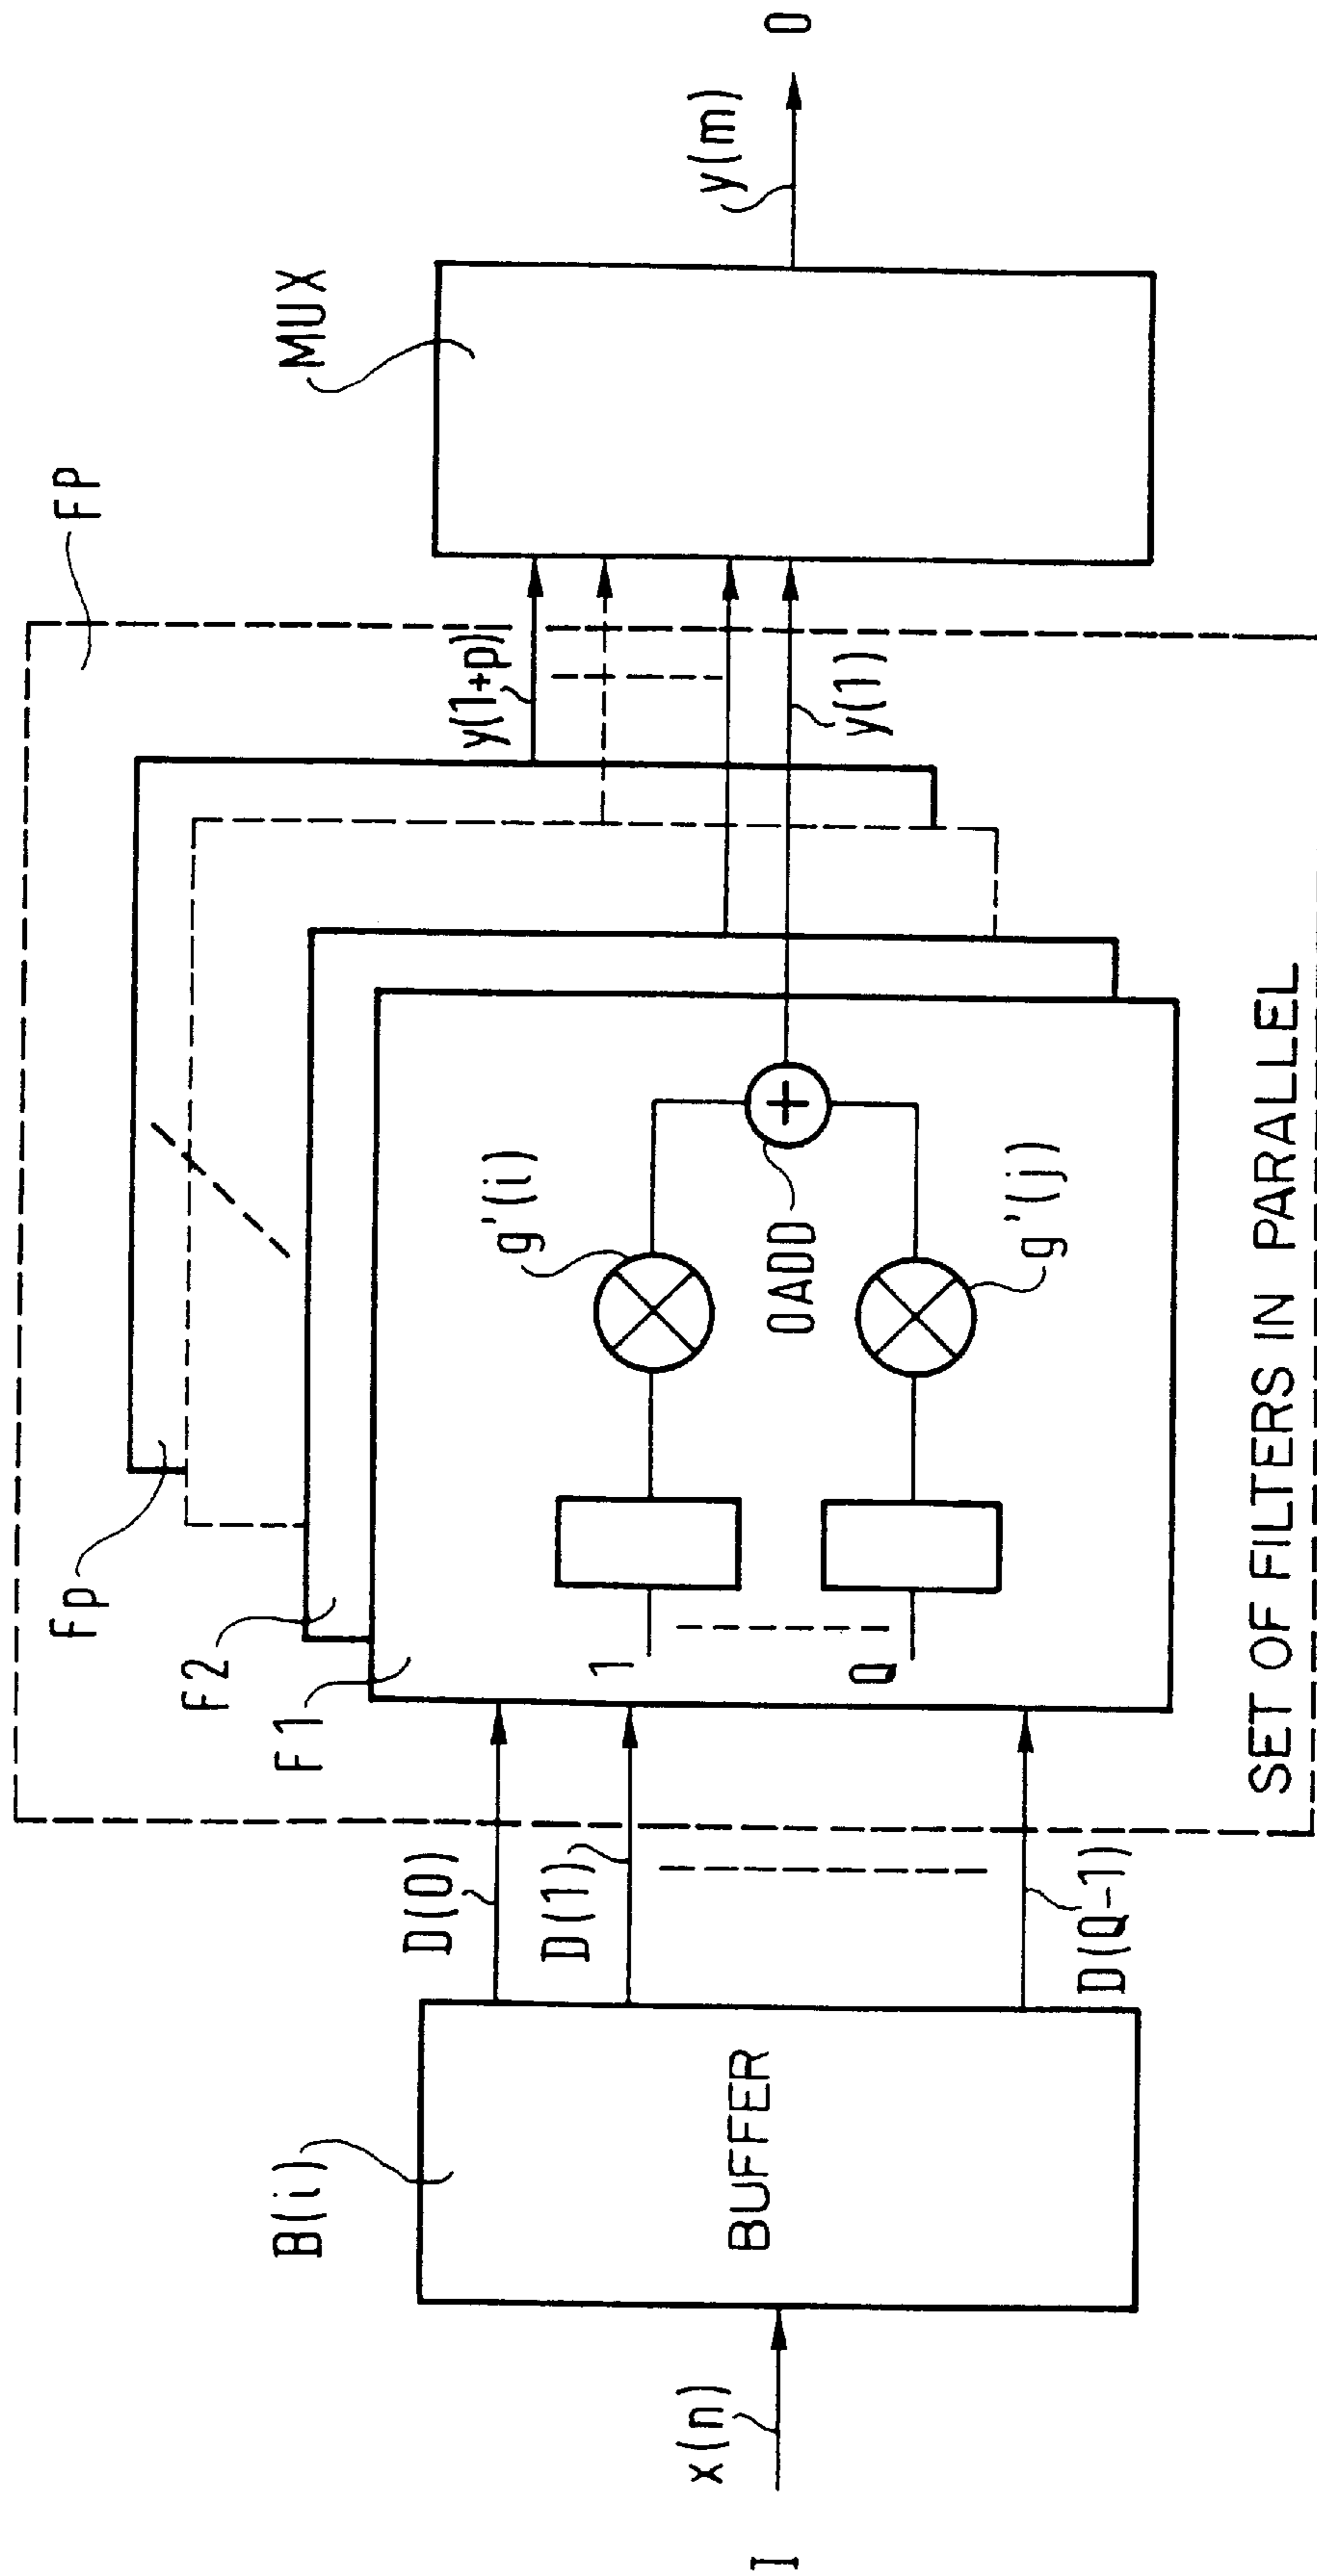 I
x(n)
B(i)
BUFFER
D(0)
D(1)
D(Q-1)
FP
Fp
F2
F1
1
Q
g'(i)
OADD
g'(j)
SET OF FILTERS IN PARALLEL
y(1+p)
y(1)
MUX
y(m)
O